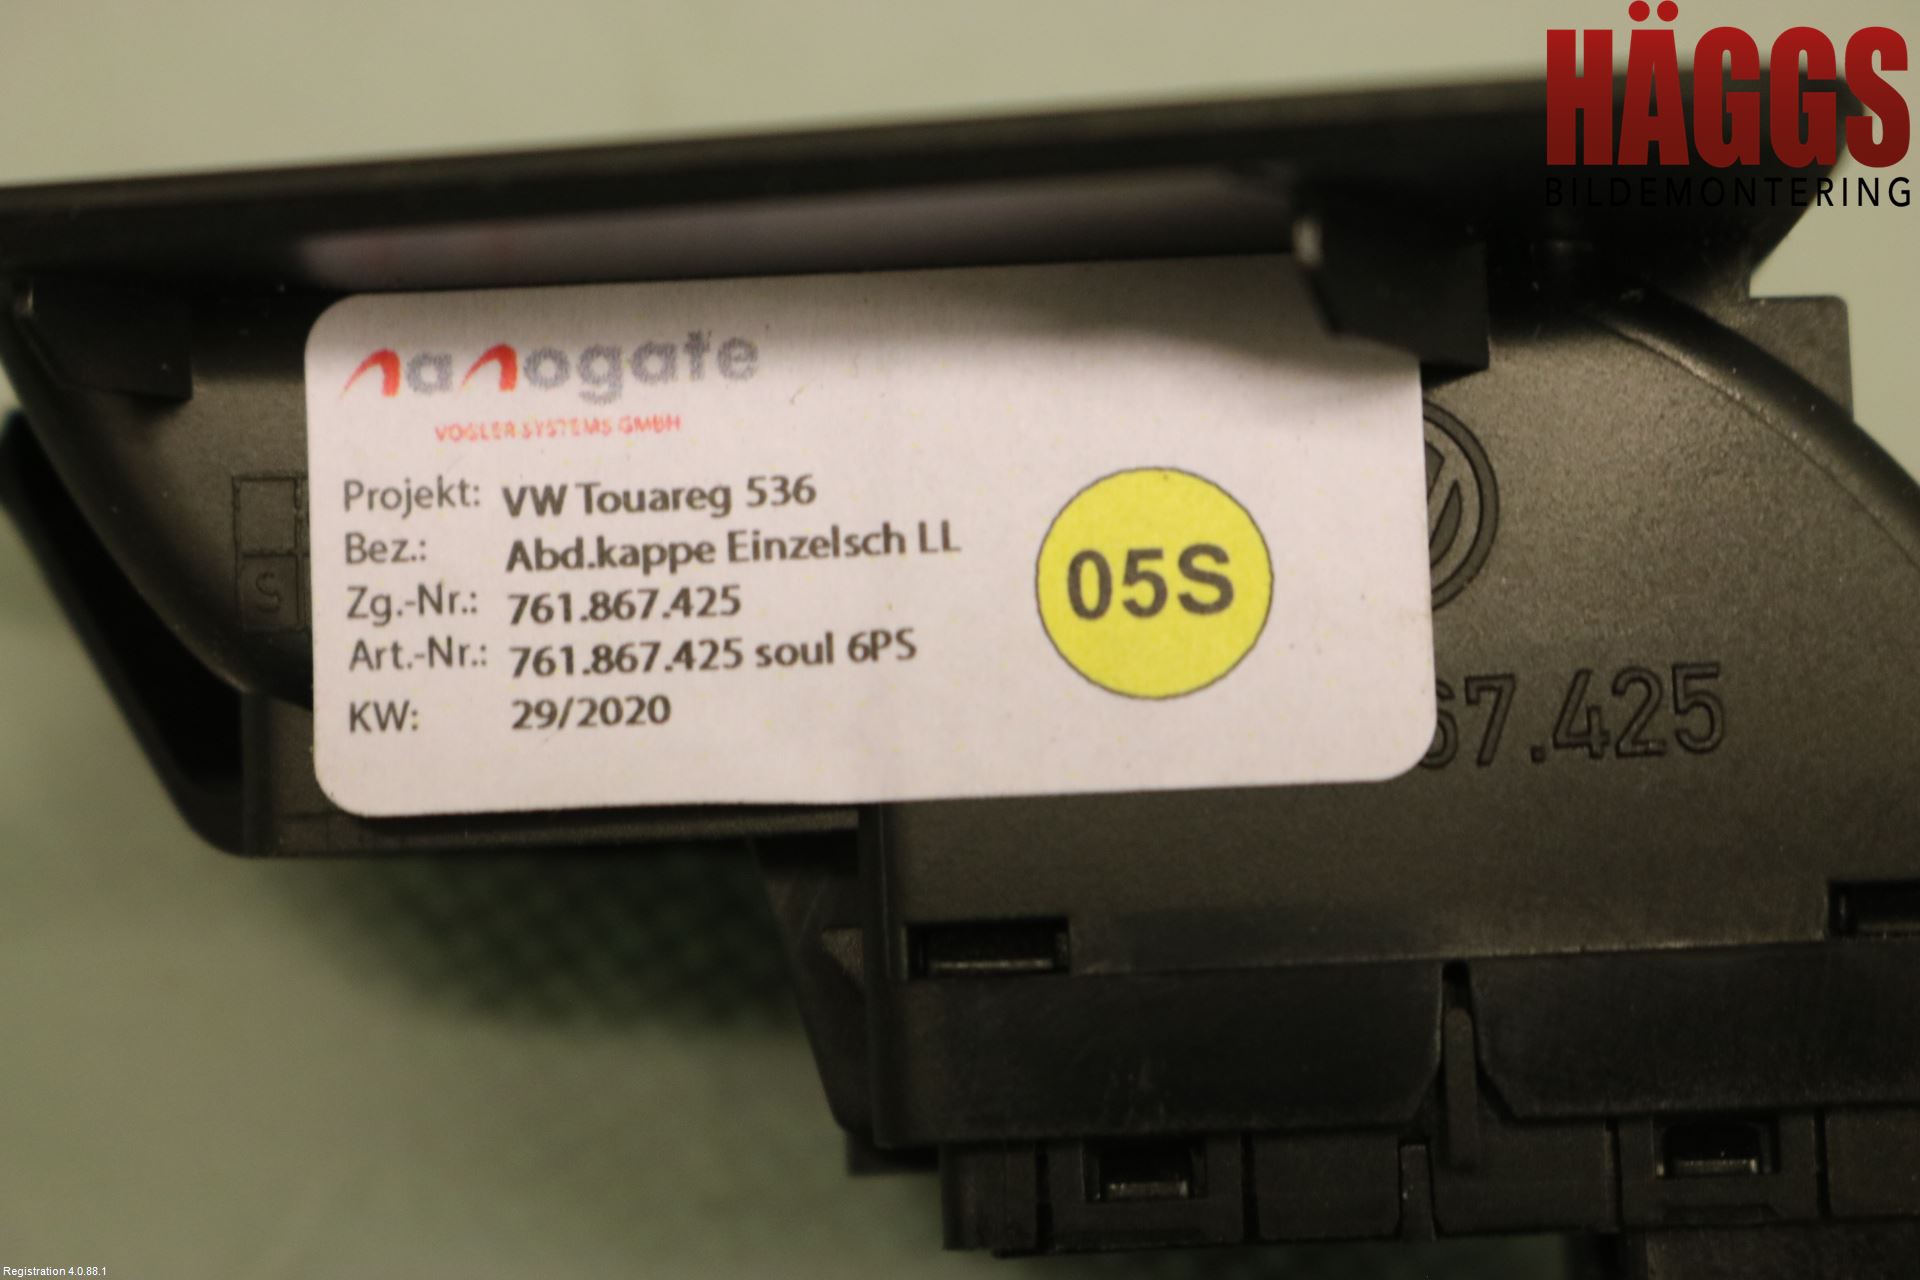 HÄGGS
BILDEMONTERING
nanogate
VOGLER SYSTEMS GMBH
Projekt: VW Touareg 536
Bez.: Abd.kappe Einzelsch LL
Zg.-Nr.: 761.867.425
Art.-Nr.: 761.867.425 soul 6PS
KW: 29/2020
05S
67.425
S
Registration 4.0.88.1